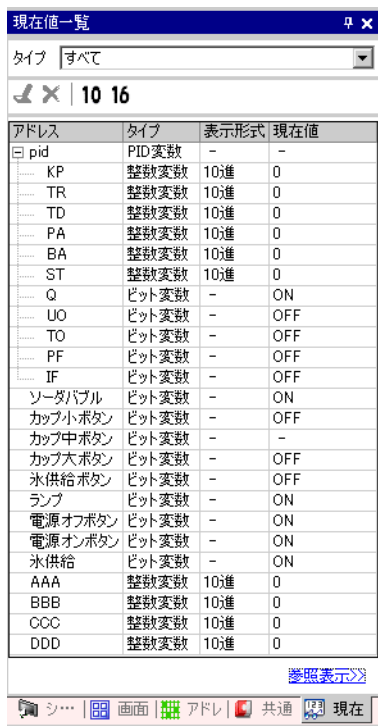 現在値一覧
タイプ すべて
10 16
アドレス タイプ 表示形式 現在値
pid PID変数 - -
KP 整数変数 10進 0
TR 整数変数 10進 0
TD 整数変数 10進 0
PA 整数変数 10進 0
BA 整数変数 10進 0
ST 整数変数 10進 0
Q ビット変数 - ON
UO ビット変数 - OFF
TO ビット変数 - OFF
PF ビット変数 - OFF
IF ビット変数 - OFF
ソーダバブル ビット変数 - ON
カップ小ボタン ビット変数 - OFF
カップ中ボタン ビット変数 - -
カップ大ボタン ビット変数 - OFF
氷供給ボタン ビット変数 - OFF
ランプ ビット変数 - ON
電源オフボタン ビット変数 - ON
電源オンボタン ビット変数 - ON
氷供給 ビット変数 - ON
AAA 整数変数 10進 0
BBB 整数変数 10進 0
CCC 整数変数 10進 0
DDD 整数変数 10進 0
参照表示>>
シ… 画面 アドレ 共通 現在